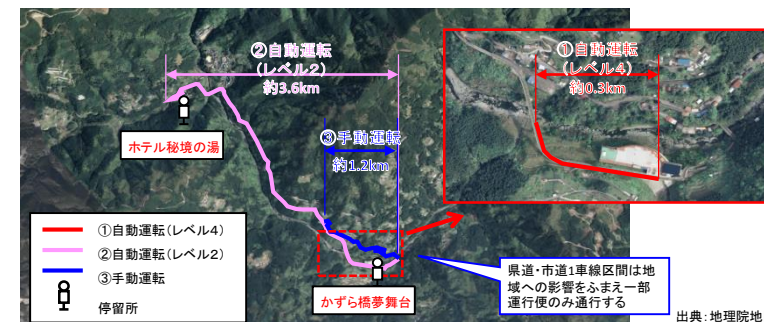 ②自動運転
(レベル2)
約3.6km
①自動運転
(レベル4)
約0.3km
③手動運転
約1.2km
ホテル秘境の湯
①自動運転(レベル4)
②自動運転(レベル2)
③手動運転
停留所
かずら橋夢舞台
県道・市道1車線区間は地
域への影響をふまえ一部
運行便のみ通行する
出典:地理院地